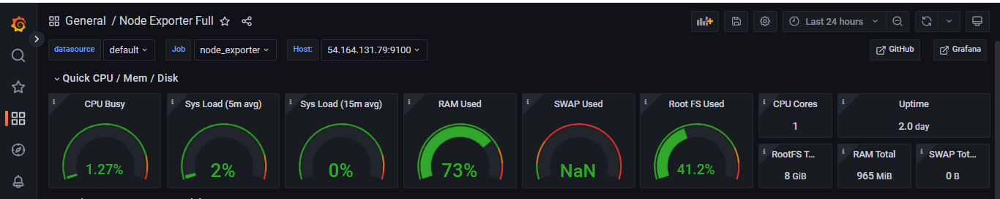 General / Node Exporter Full
Last 24 hours
datasource default Job node_exporter Host: 54.164.131.79:9100 GitHub Grafana
Quick CPU / Mem / Disk
CPU Busy
1.27%
Sys Load (5m avg)
2%
Sys Load (15m avg)
0%
RAM Used
73%
SWAP Used
NaN
Root FS Used
41.2%
CPU Cores
1
Uptime
2.0 day
RootFS T...
8 GiB
RAM Total
965 MiB
SWAP Tot...
0 B